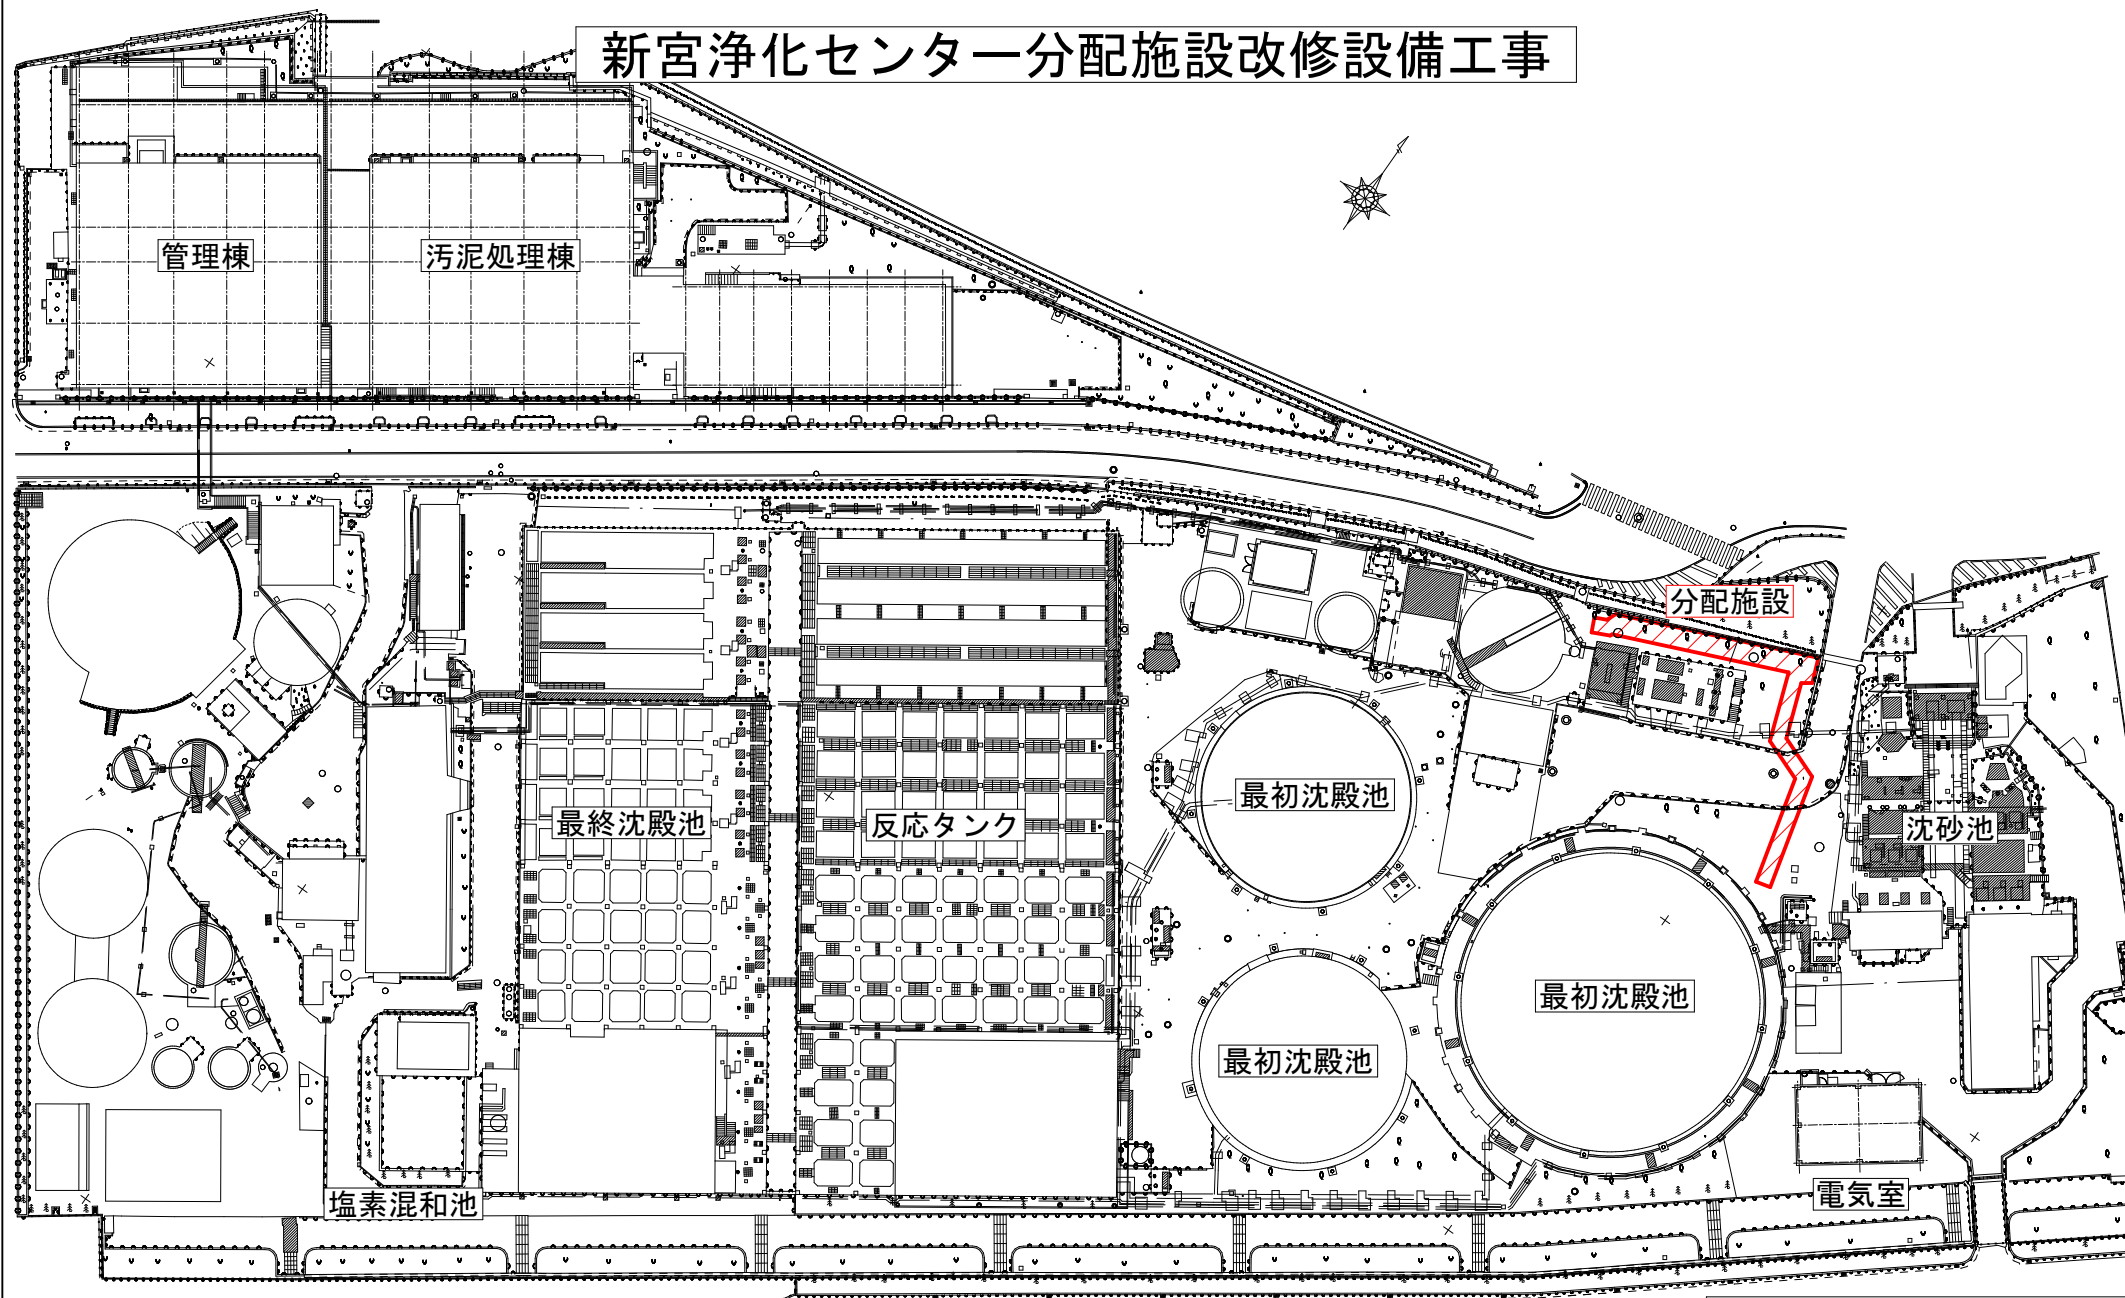 新宮浄化センター分配施設改修設備工事
管理棟
汚泥処理棟
分配施設
最終沈殿池
反応タンク
最初沈殿池
沈砂池
最初沈殿池
最初沈殿池
塩素混和池
電気室